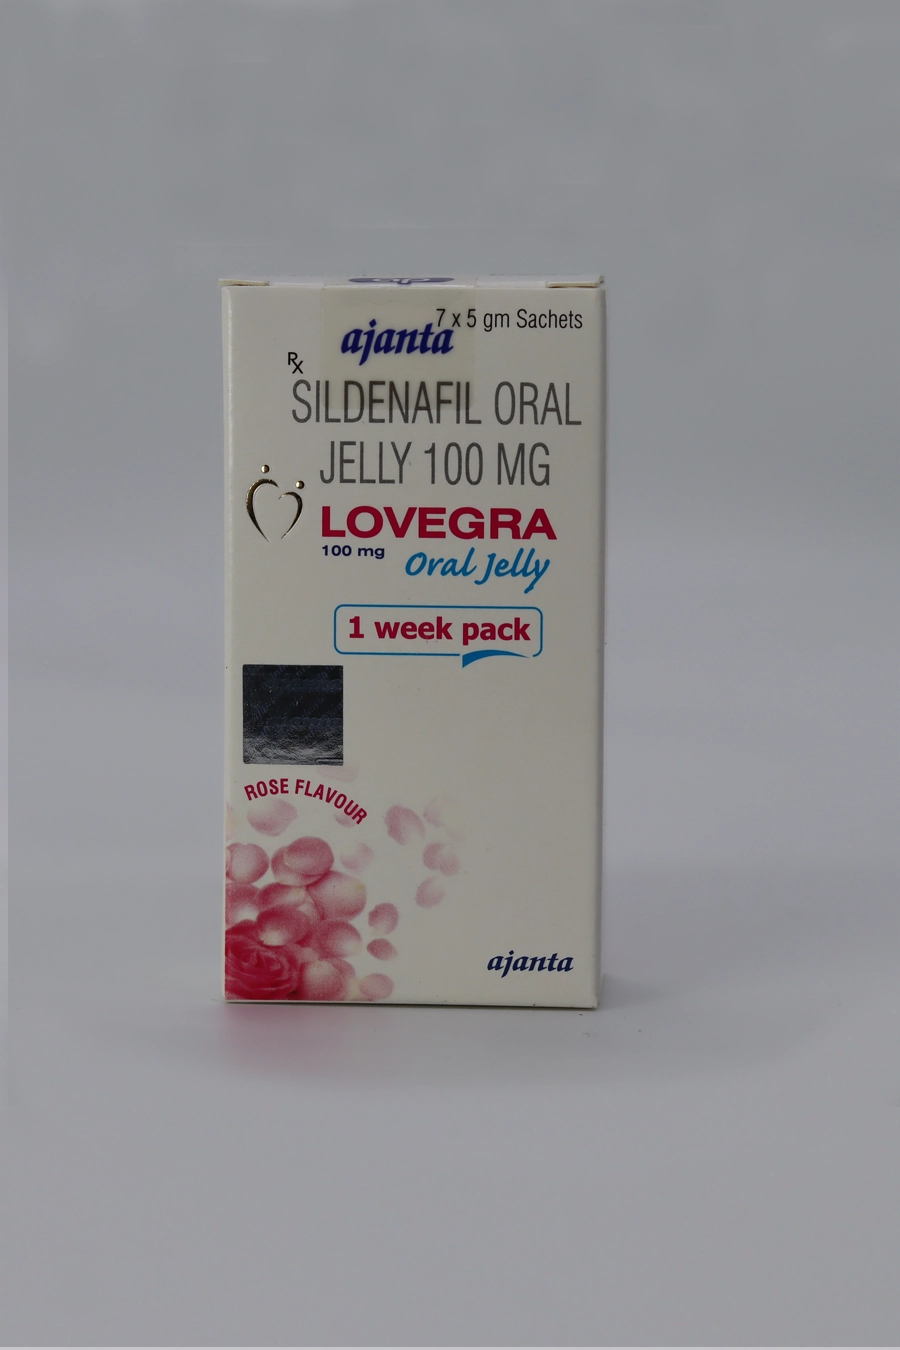 7 x 5 gm Sachets
ajanta
Rx
SILDENAFIL ORAL
JELLY 100 MG
LOVEGRA
100 mg
Oral Jelly
1 week pack
ROSE FLAVOUR
ajanta